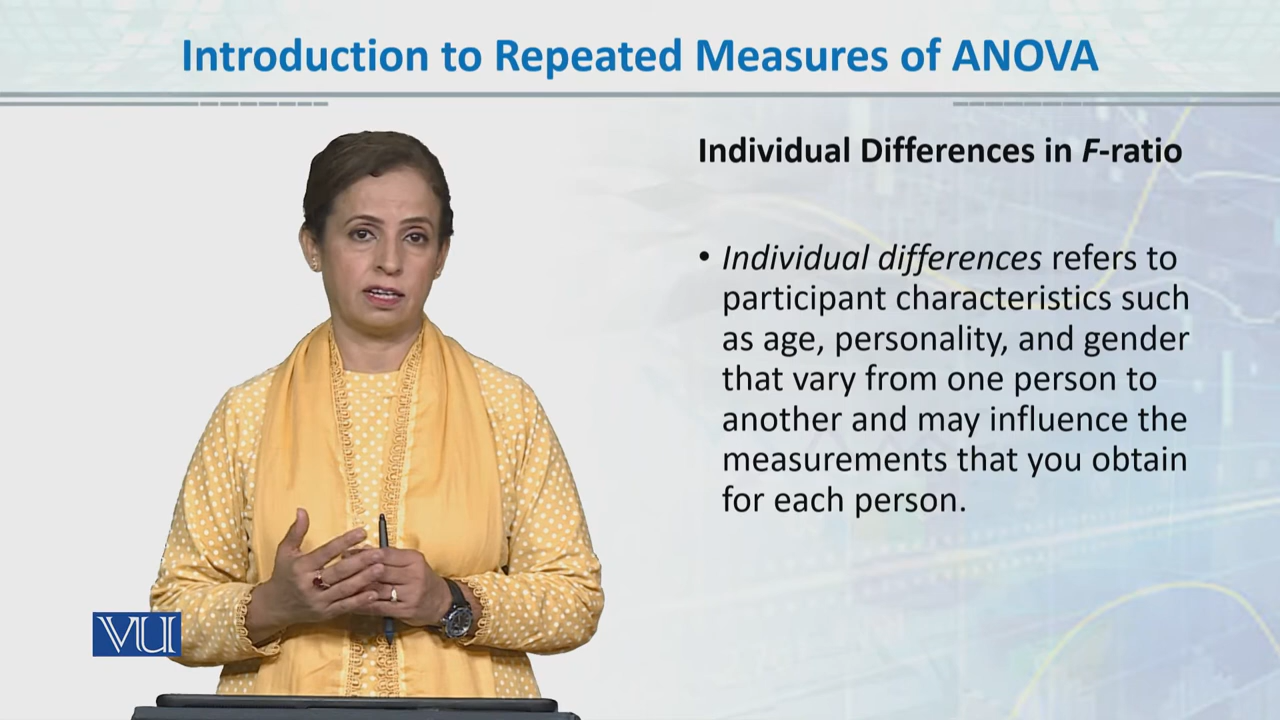 Introduction to Repeated Measures of ANOVA
Individual Differences in F-ratio
• Individual differences refers to
participant characteristics such
as age, personality, and gender
that vary from one person to
another and may influence the
measurements that you obtain
for each person.
VU